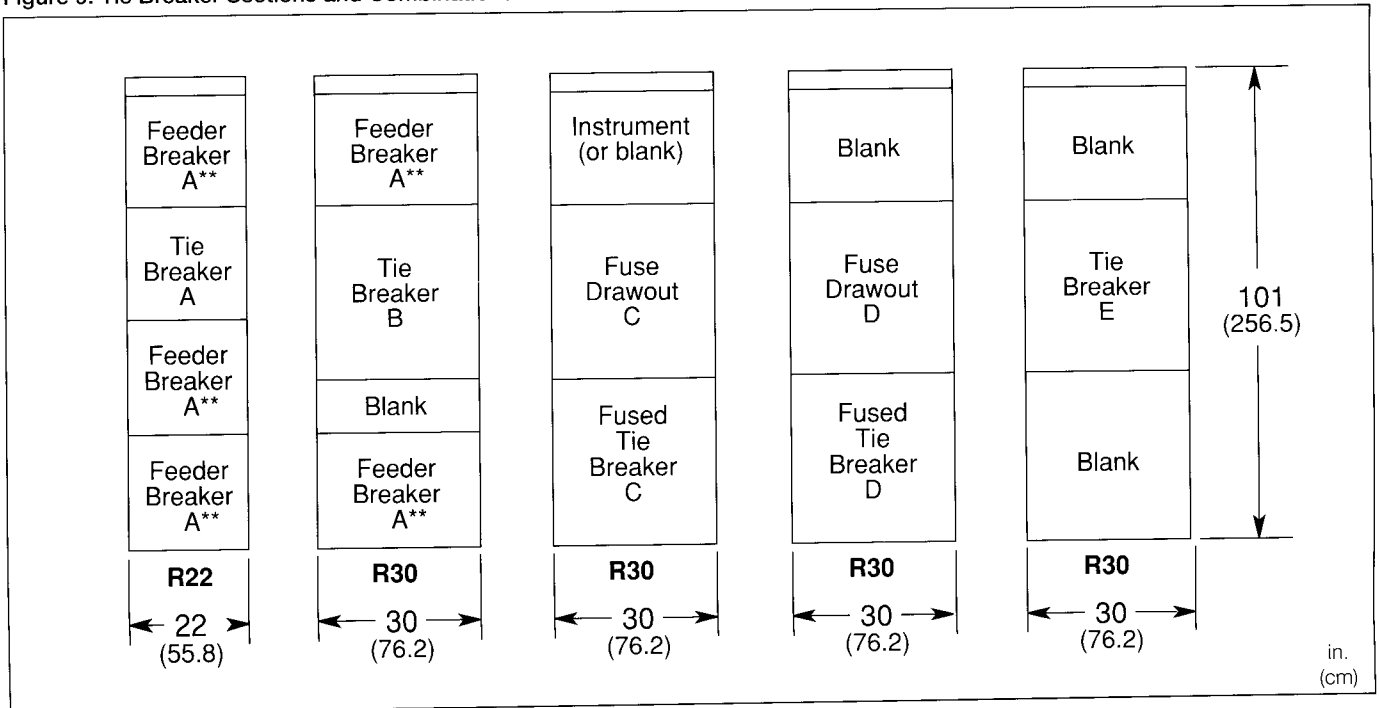 Figure 9. Tie Breaker Sections and Combinations
Feeder
Breaker
A**
Tie
Breaker
A
Feeder
Breaker
A**
Feeder
Breaker
A**
R22
22
(55.8)
Feeder
Breaker
A**
Tie
Breaker
B
Blank
Feeder
Breaker
A**
R30
30
(76.2)
Instrument
(or blank)
Fuse
Drawout
C
Fused
Tie
Breaker
C
R30
30
(76.2)
Blank
Fuse
Drawout
D
Fused
Tie
Breaker
D
R30
30
(76.2)
Blank
Tie
Breaker
E
Blank
R30
30
(76.2)
101
(256.5)
in.
(cm)